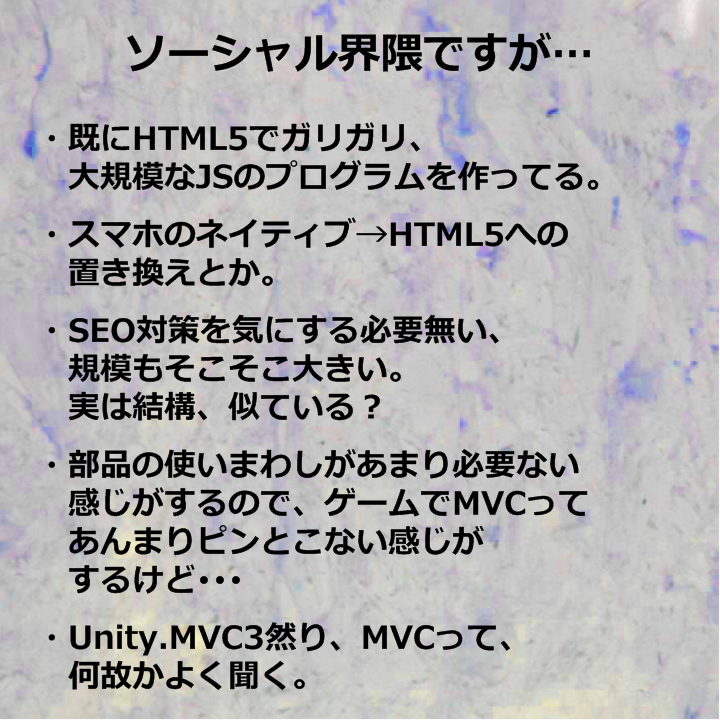 ソーシャル界隈ですが…
・既にHTML5でガリガリ、
大規模なJSのプログラムを作ってる。
・スマホのネイティブ→HTML5への
置き換えとか。
・SEO対策を気にする必要無い、
規模もそこそこ大きい。
実は結構、似ている？
・部品の使いまわしがあまり必要ない
感じがするので、ゲームでMVCって
あんまりピンとこない感じが
するけど･･･
・Unity.MVC3然り、MVCって、
何故かよく聞く。